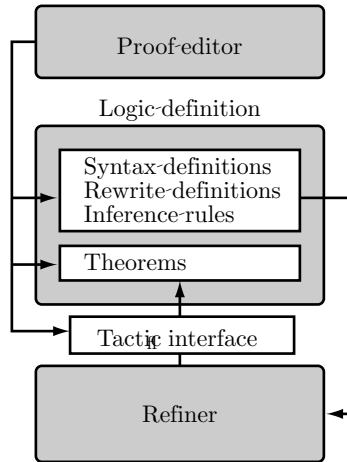 Proof-editor
Logic-definition
Syntax-definitions
Rewrite-definitions
Inference-rules
Theorems
Tactic interface
Refiner